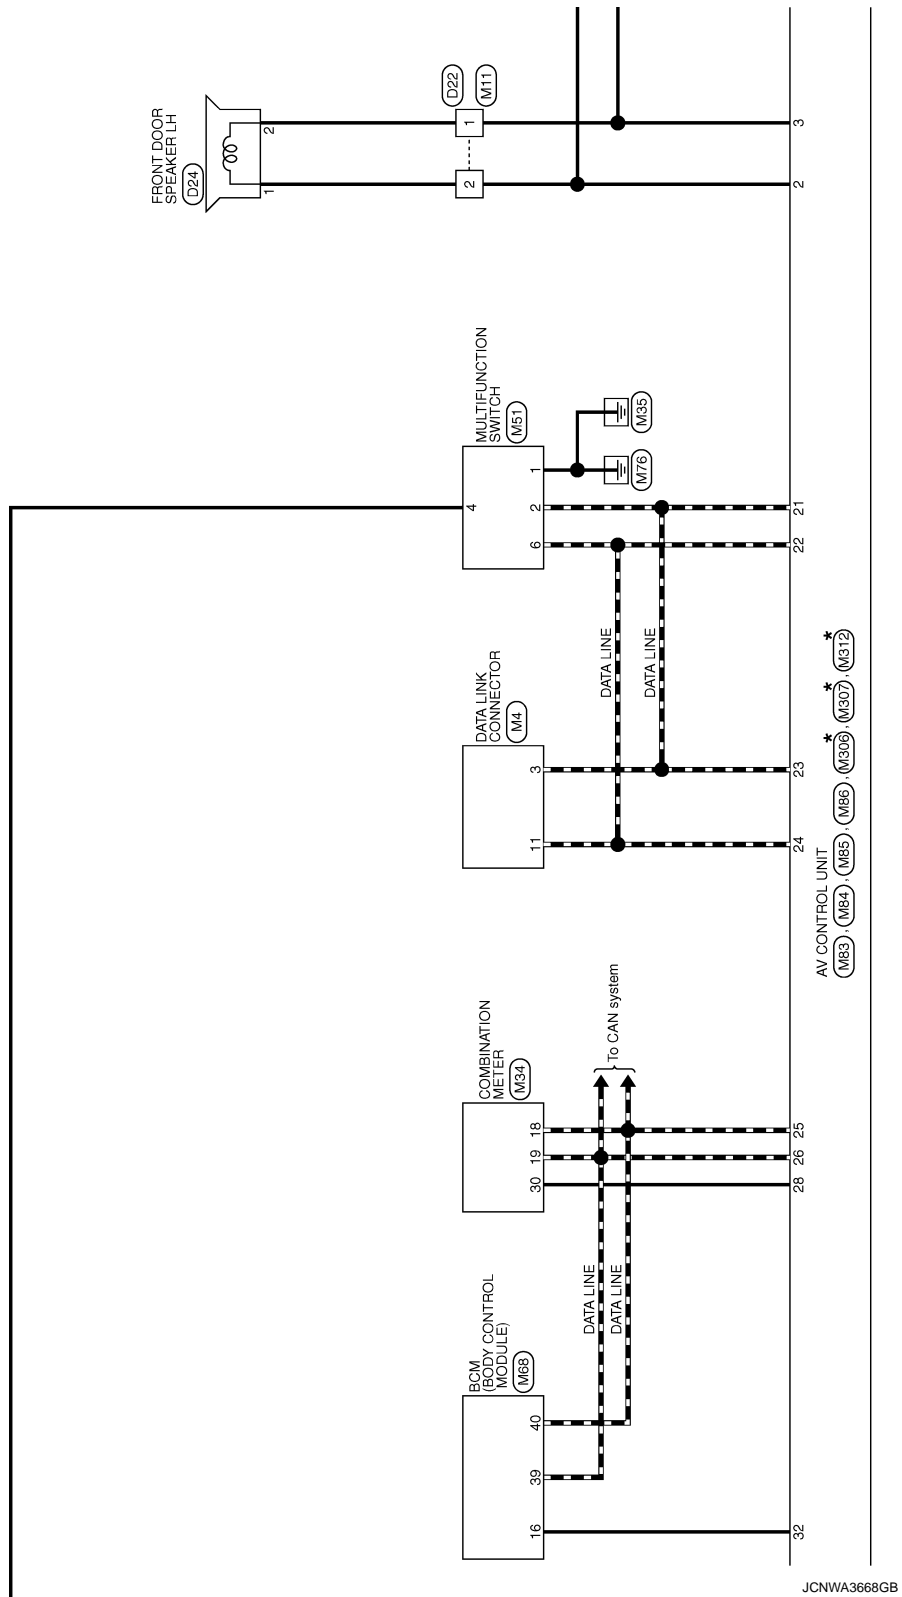 FRONT DOOR
SPEAKER LH
D24
2
1
D22
M11
1
2
3
2
MULTIFUNCTION
SWITCH
M51
4
1
2
6
M35
M76
21
22
DATA LINE
DATA LINE
DATA LINK
CONNECTOR
M4
3
11
23
24
AV CONTROL UNIT
M83 , M84 , M85 , M86 , M306 * , M307 * , M312 *
COMBINATION
METER
M34
18
19
30
To CAN system
25
26
28
DATA LINE
DATA LINE
BCM
(BODY CONTROL
MODULE)
M68
40
39
16
32
JCNWA3668GB